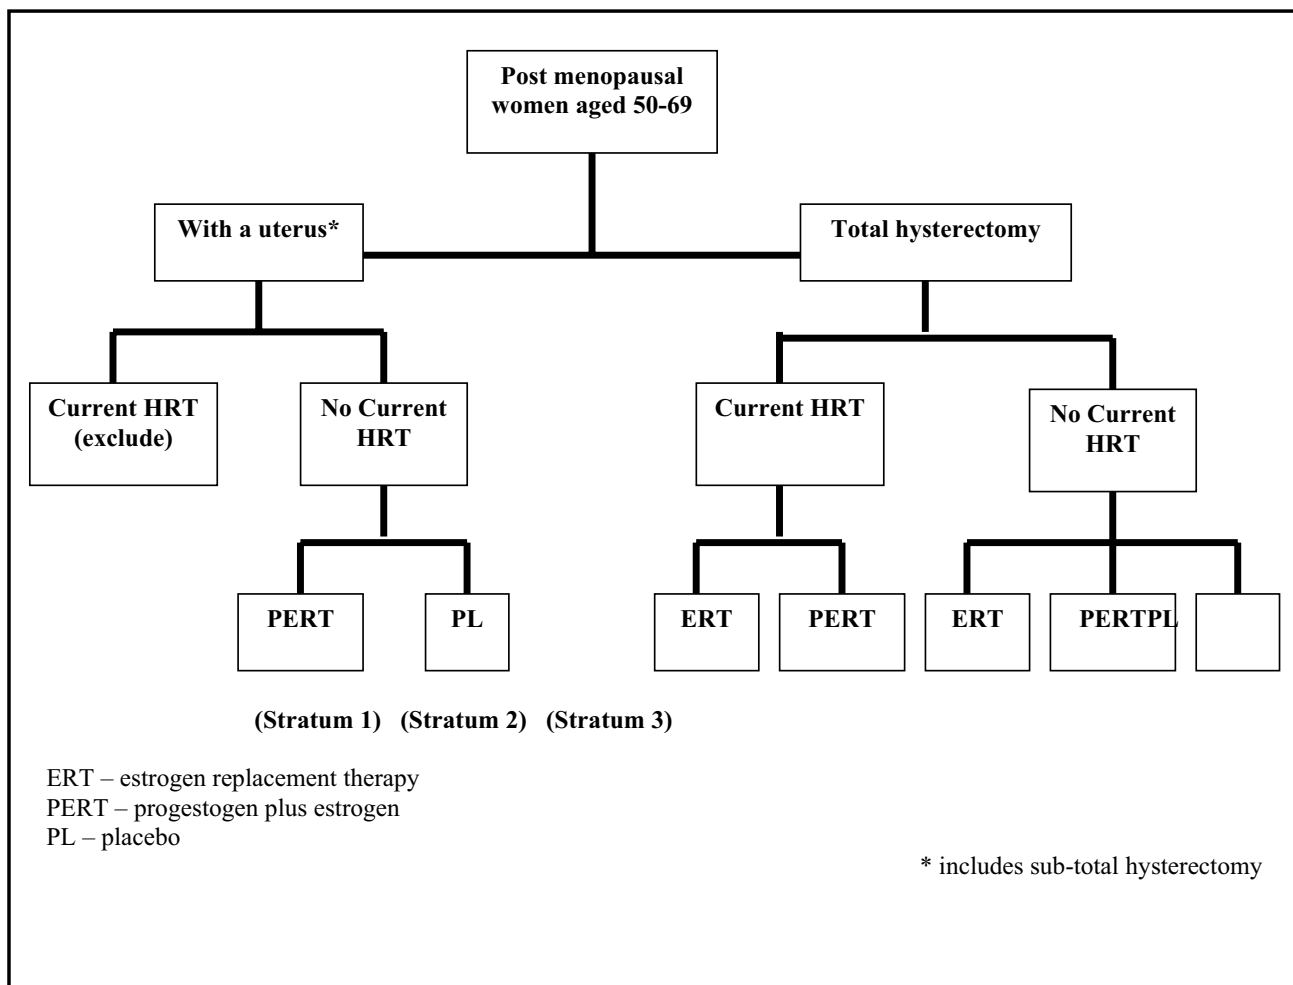 Post menopausal
women aged 50-69
With a uterus*
Total hysterectomy
Current HRT
(exclude)
No Current
HRT
Current HRT
No Current
HRT
PERT
PL
ERT
PERT
ERT
PERTPL
(Stratum 1) (Stratum 2) (Stratum 3)
ERT – estrogen replacement therapy
PERT – progestogen plus estrogen
PL – placebo
* includes sub-total hysterectomy